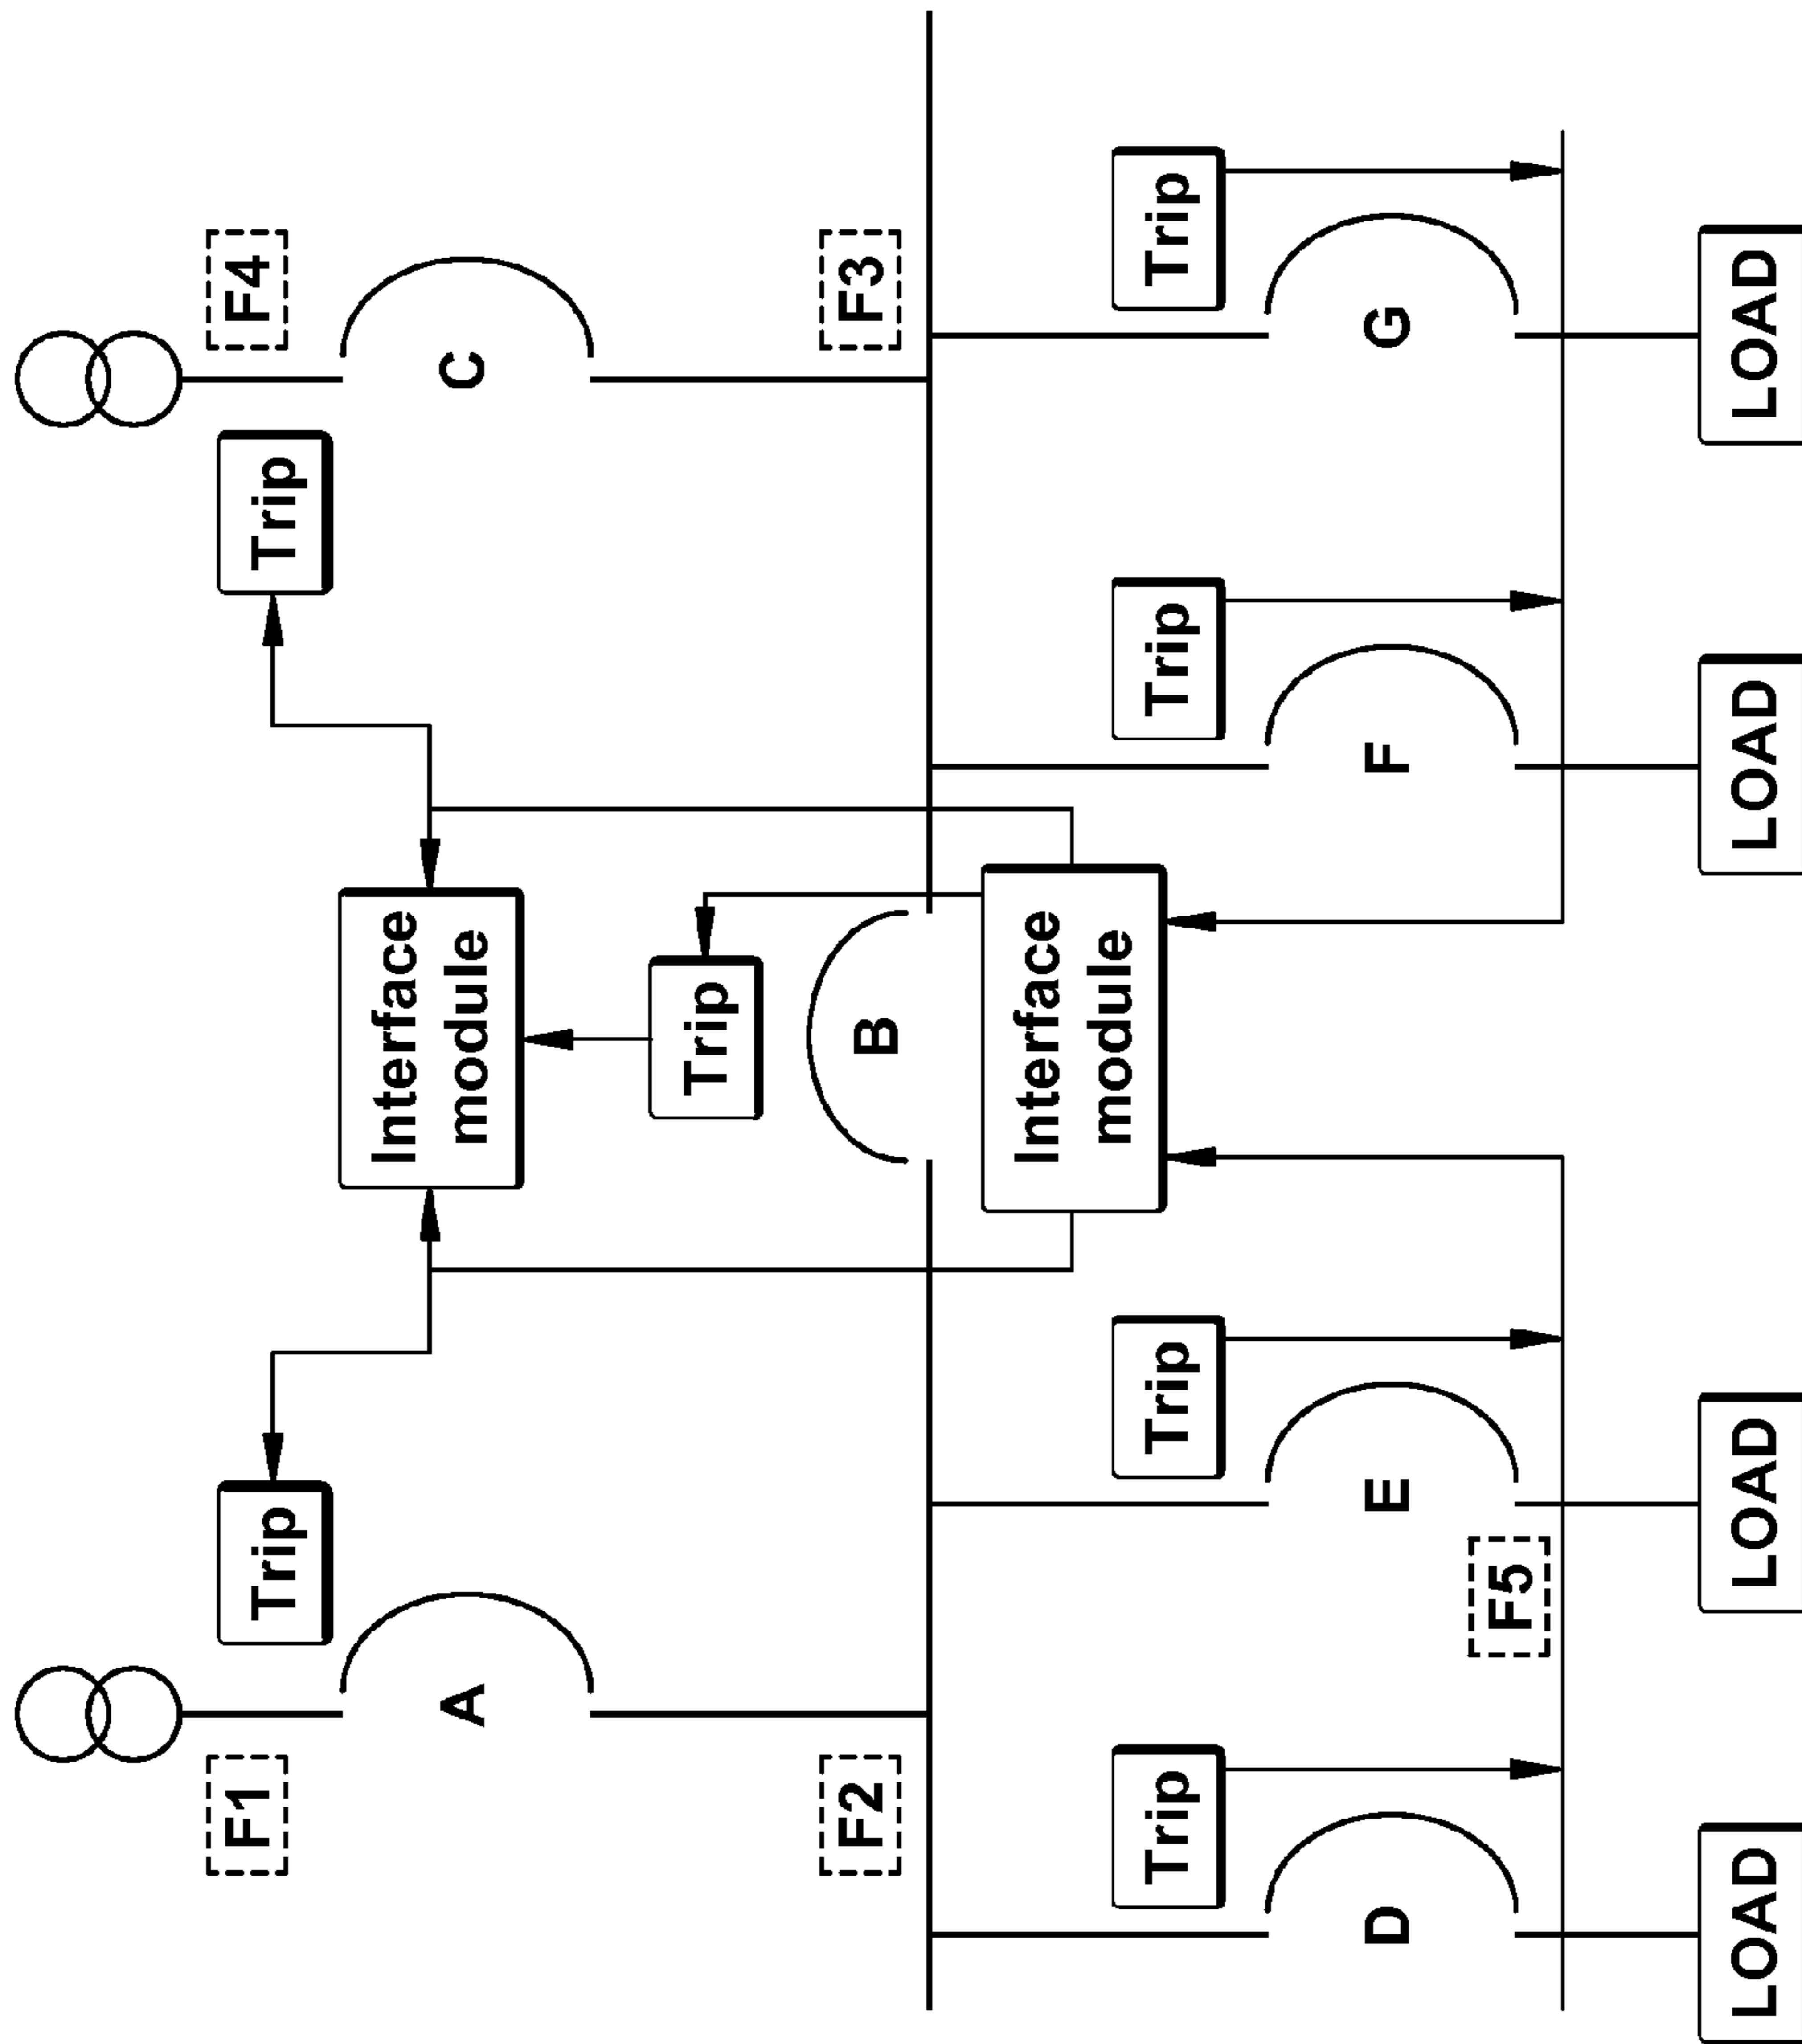 F1
Trip
Trip
F4
A
Interface
module
C
Trip
F2
B
F3
Interface
module
Trip
Trip
Trip
Trip
D
E
F
G
F5
LOAD
LOAD
LOAD
LOAD